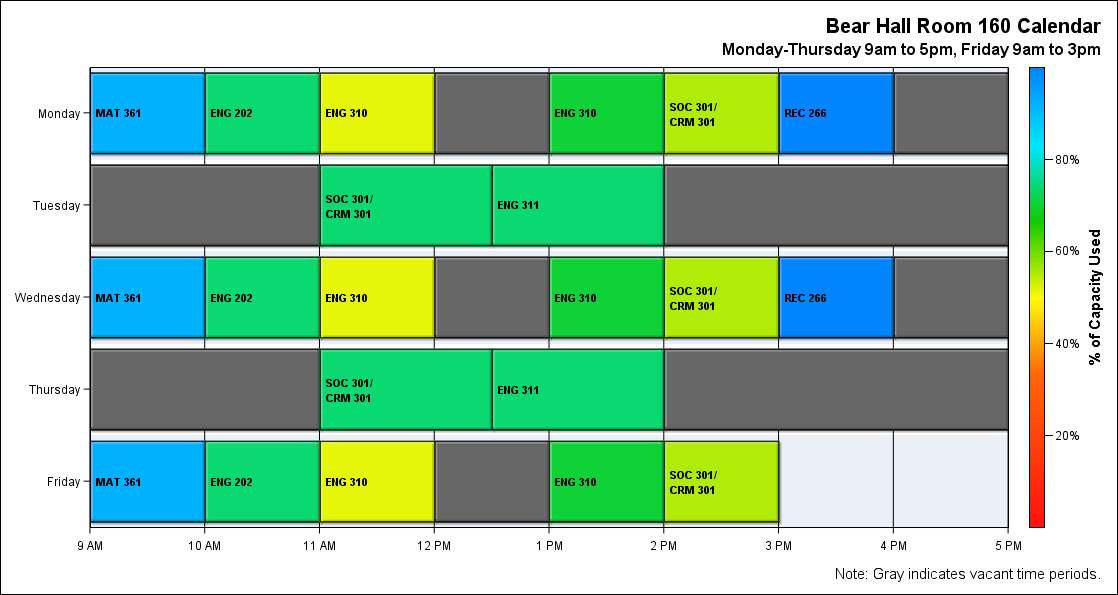 Bear Hall Room 160 Calendar
Monday-Thursday 9am to 5pm, Friday 9am to 3pm
Monday
MAT 361
ENG 202
ENG 310
ENG 310
SOC 301/
CRM 301
REC 266
Tuesday
SOC 301/
CRM 301
ENG 311
Wednesday
MAT 361
ENG 202
ENG 310
ENG 310
SOC 301/
CRM 301
REC 266
Thursday
SOC 301/
CRM 301
ENG 311
Friday
MAT 361
ENG 202
ENG 310
ENG 310
SOC 301/
CRM 301
9 AM
10 AM
11 AM
12 PM
1 PM
2 PM
3 PM
4 PM
5 PM
80%
60%
40%
20%
% of Capacity Used
Note: Gray indicates vacant time periods.